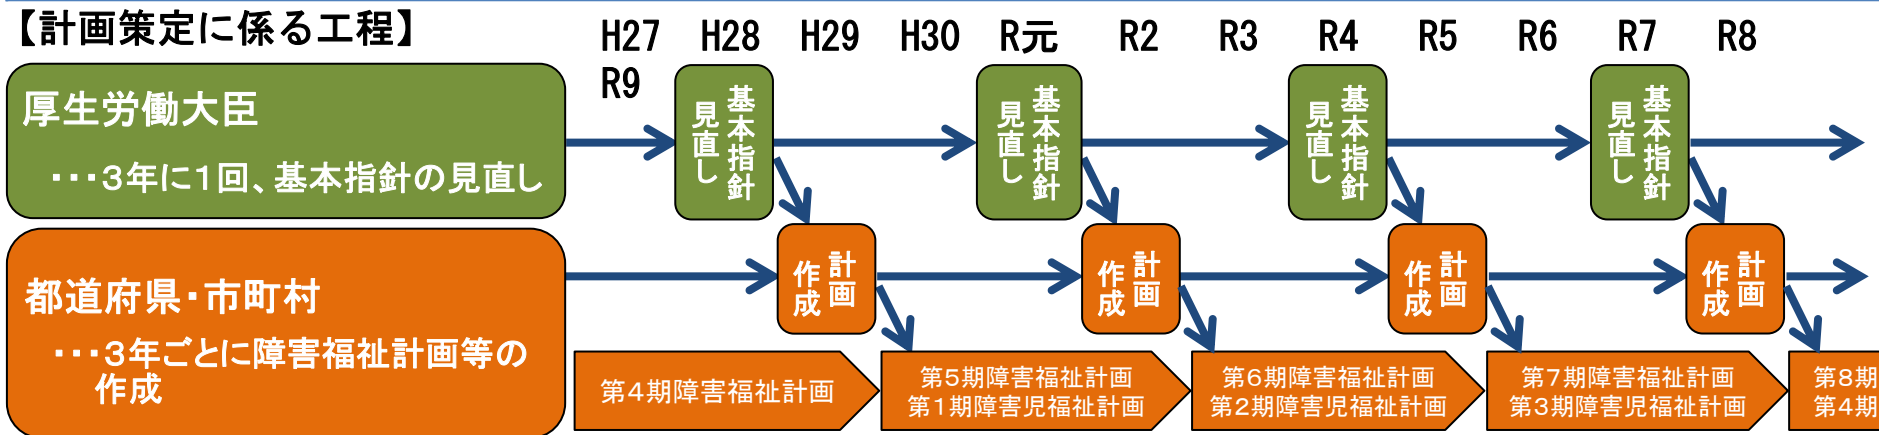 【計画策定に係る工程】
H27 H28 H29 H30 R元 R2 R3 R4 R5 R6 R7 R8
R9
厚生労働大臣
・・・３年に１回、基本指針の見直し
基本指針
見直し
基本指針
見直し
基本指針
見直し
基本指針
見直し
都道府県・市町村
・・・３年ごとに障害福祉計画等の
作成
計画
作成
計画
作成
計画
作成
計画
作成
第４期障害福祉計画
第５期障害福祉計画
第１期障害児福祉計画
第６期障害福祉計画
第２期障害児福祉計画
第７期障害福祉計画
第３期障害児福祉計画
第８期
第４期